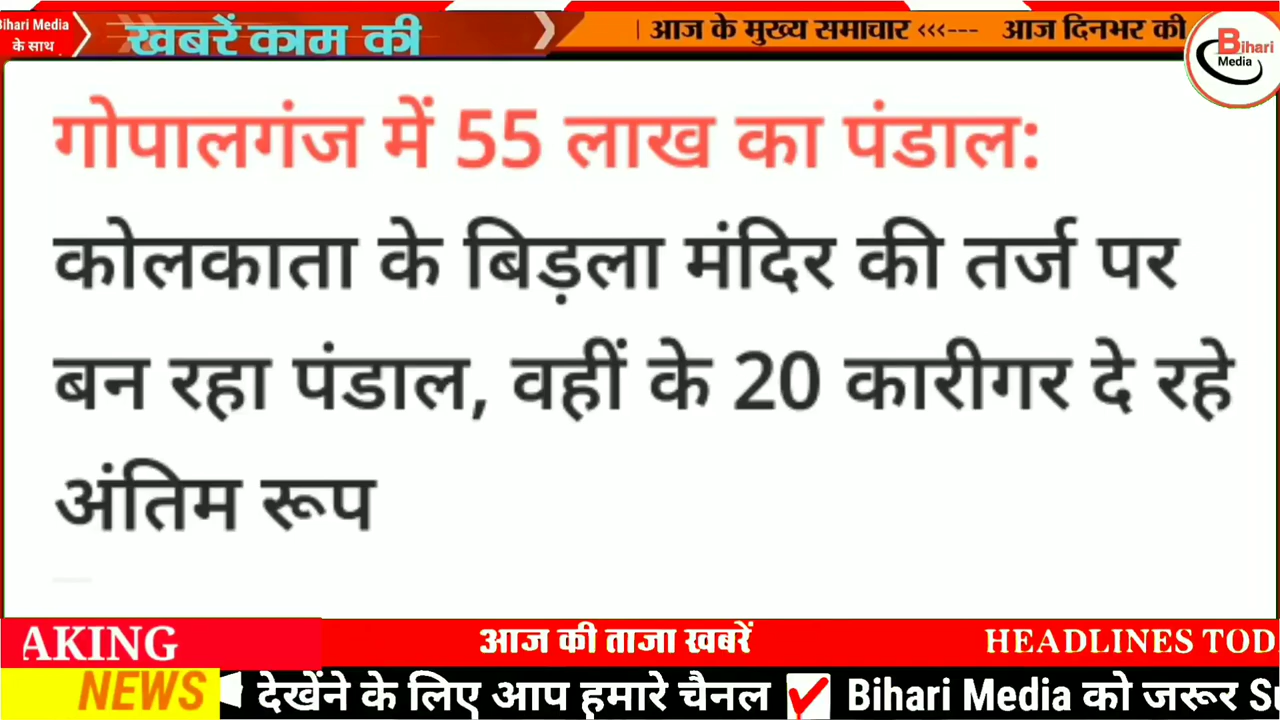 Bihari Media
के साथ
खबरें काम की
आज के मुख्य समाचार <<<--- आज दिनभर की
Bihari
Media
गोपालगंज में 55 लाख का पंडाल:
कोलकाता के बिड़ला मंदिर की तर्ज पर
बन रहा पंडाल, वहीं के 20 कारीगर दे रहे
अंतिम रूप
AKING
NEWS
आज की ताजा खबरें
HEADLINES TOD
देखेंने के लिए आप हमारे चैनल Bihari Media को जरूर